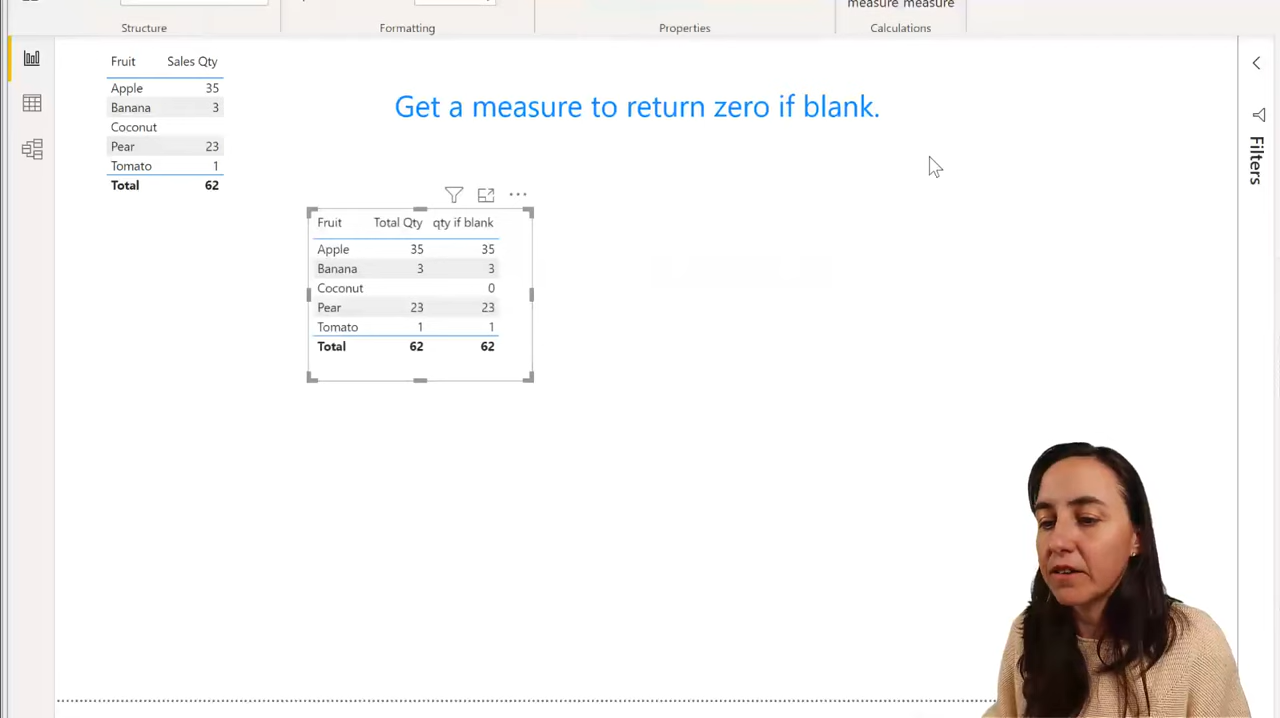 measure measure
Structure Formatting Properties Calculations
Get a measure to return zero if blank.
Fruit Sales Qty
Apple 35
Banana 3
Coconut
Pear 23
Tomato 1
Total 62
Fruit Total Qty qty if blank
Apple 35 35
Banana 3 3
Coconut 0
Pear 23 23
Tomato 1 1
Total 62 62
Filters